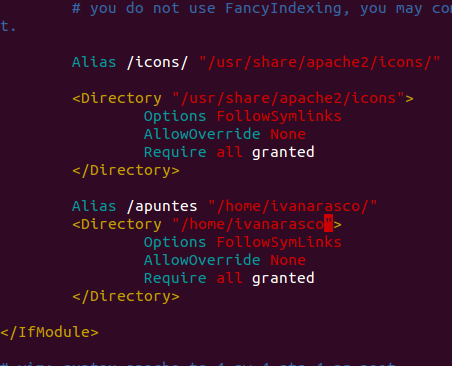 # you do not use FancyIndexing, you may co
t.
Alias /icons/ "/usr/share/apache2/icons/"
<Directory "/usr/share/apache2/icons">
Options FollowSymlinks
AllowOverride None
Require all granted
</Directory>
Alias /apuntes "/home/ivanarasco/"
<Directory "/home/ivanarasco">
Options FollowSymLinks
AllowOverride None
Require all granted
</Directory>
</IfModule>